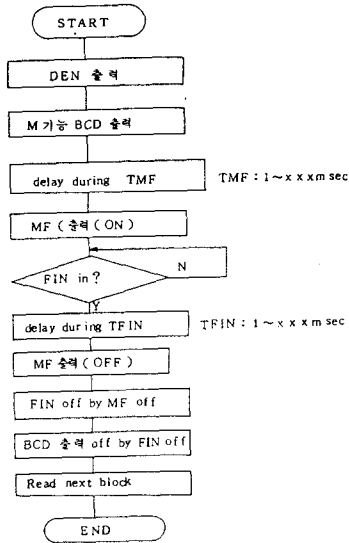 START
DEN 출력
M 기능 BCD 출력
delay during TMF TMF : 1~x x x m sec
MF ( 출력 ( ON )
N
FIN in ?
Y
delay during TFIN TFIN : 1~x x x m sec
MF 출력 ( OFF )
FIN off by MF off
BCD 출력 off by FIN off
Read next block
END